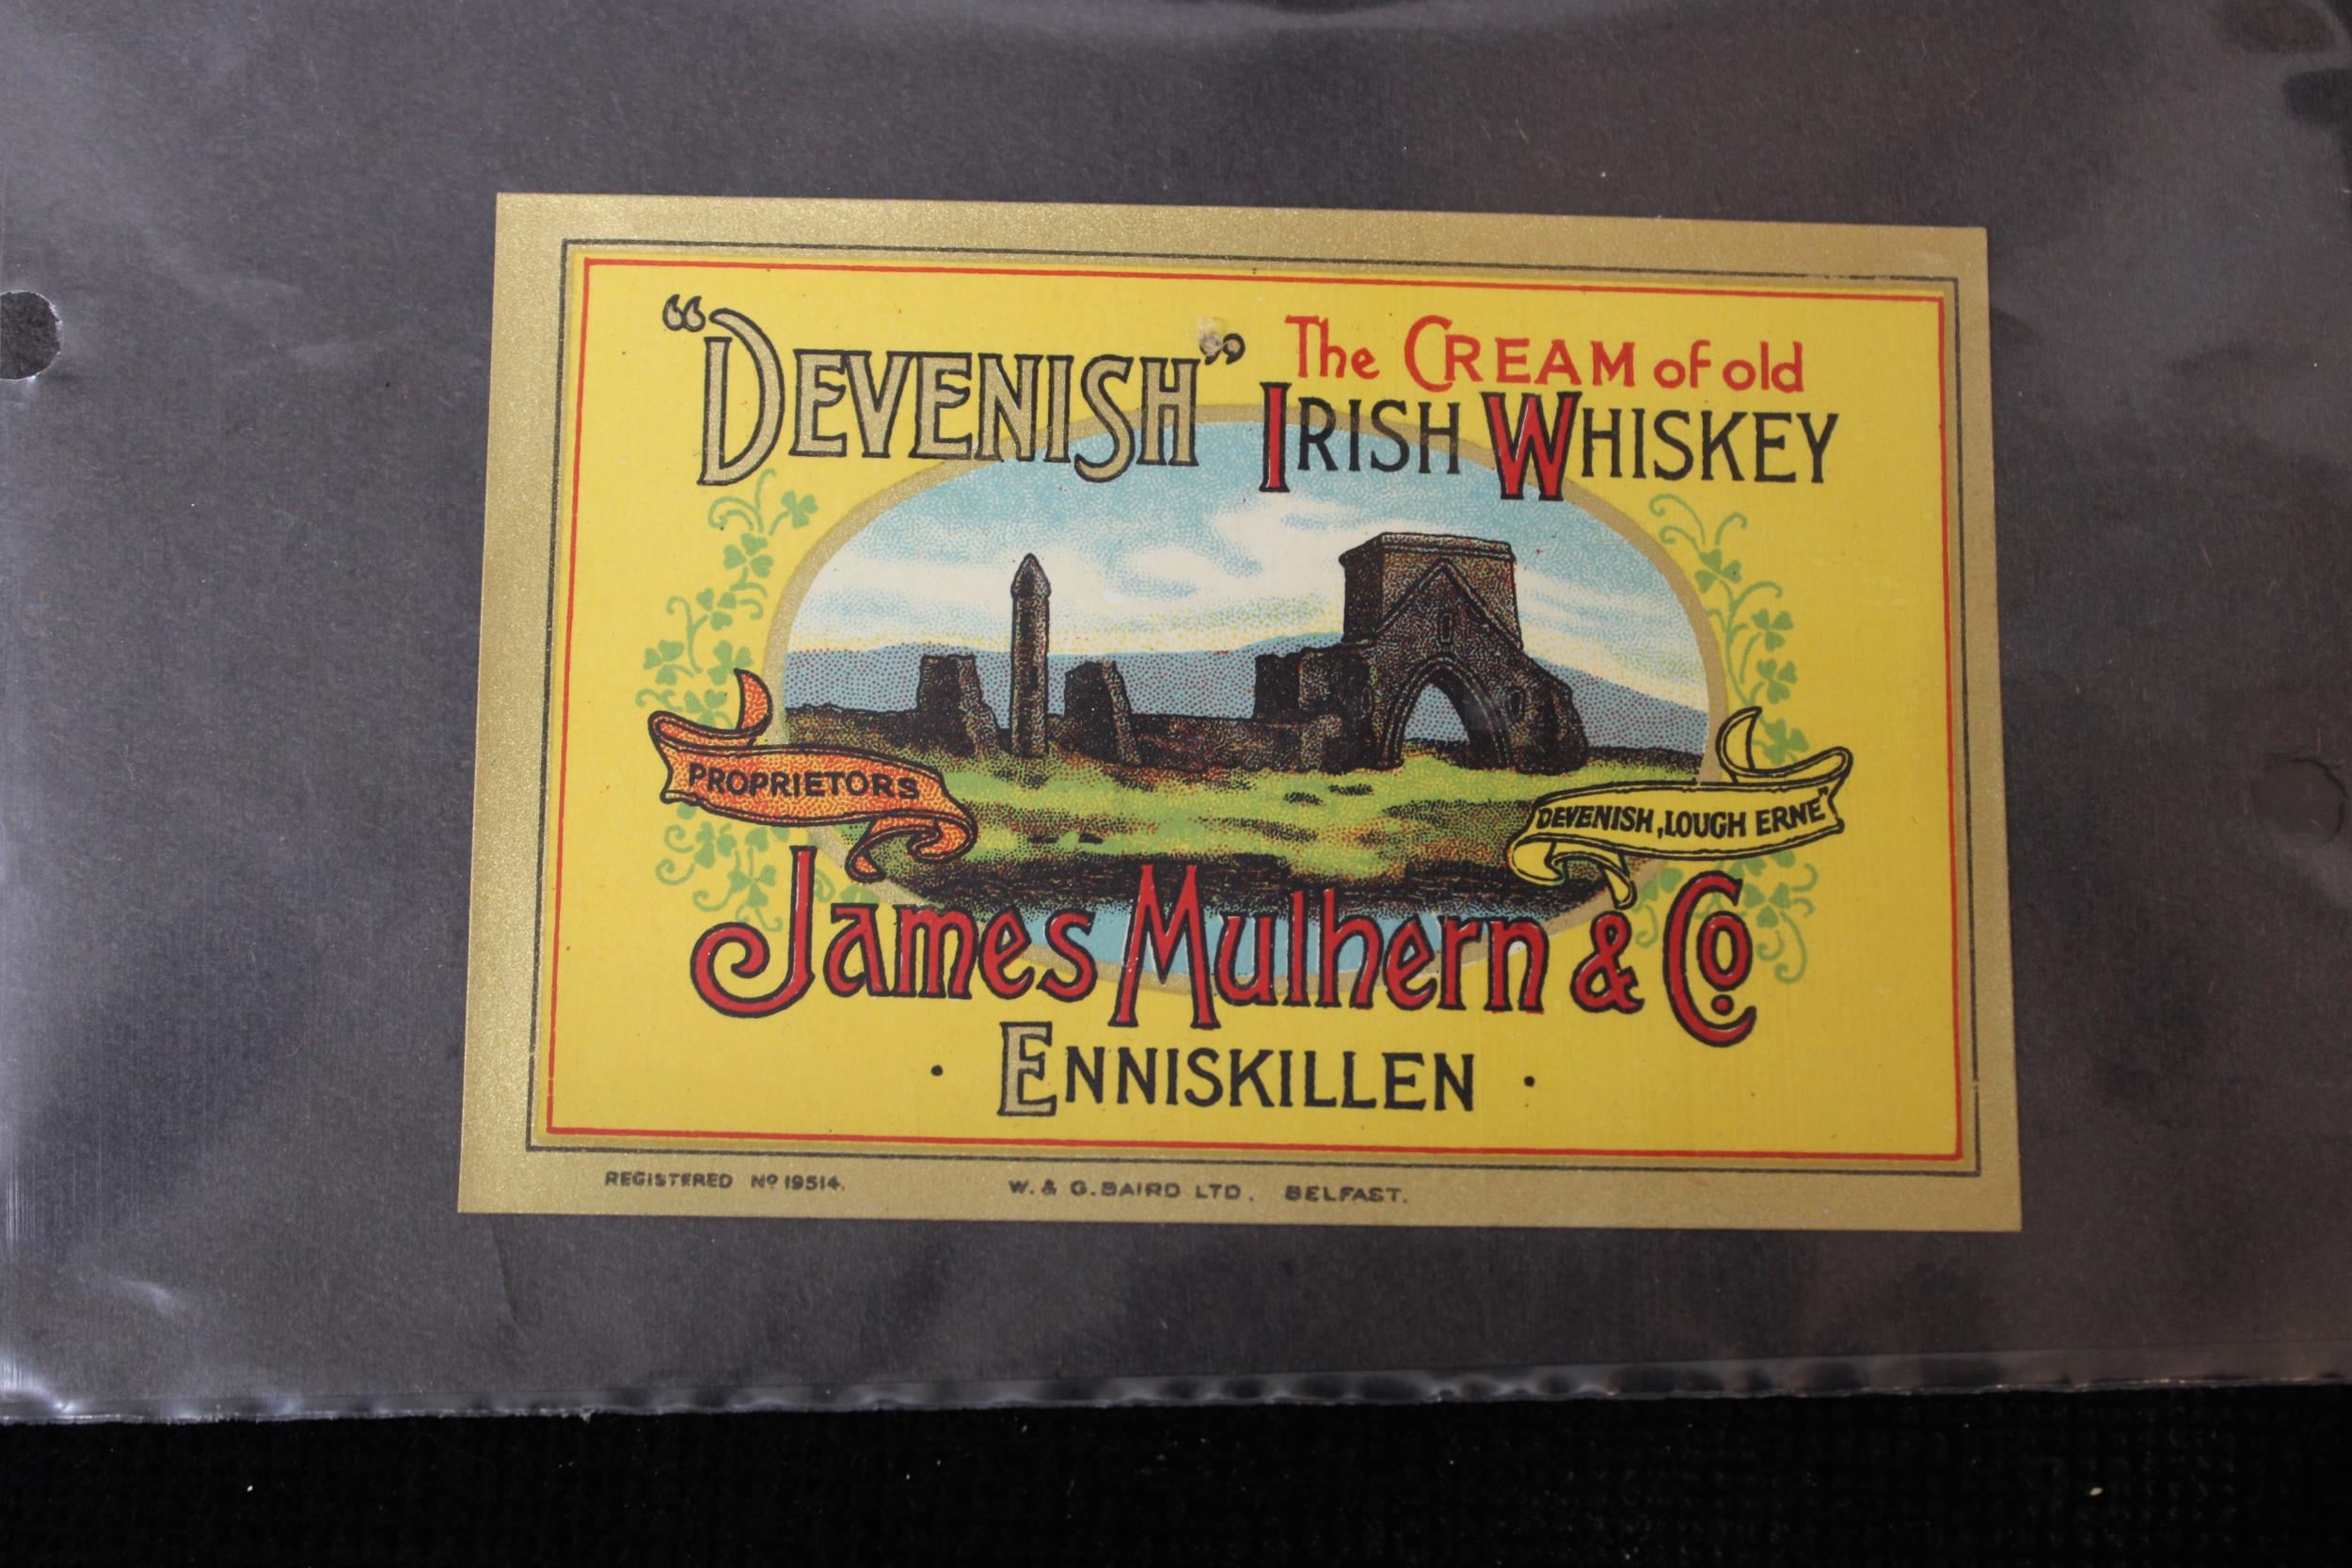 "DEVENISH" The CREAM of old
IRISH WHISKEY
PROPRIETORS
DEVENISH, LOUGH ERNE"
James Mulhern & Co.
· ENNISKILLEN ·
REGISTERED No 19514. W. & G. BAIRD LTD. BELFAST.